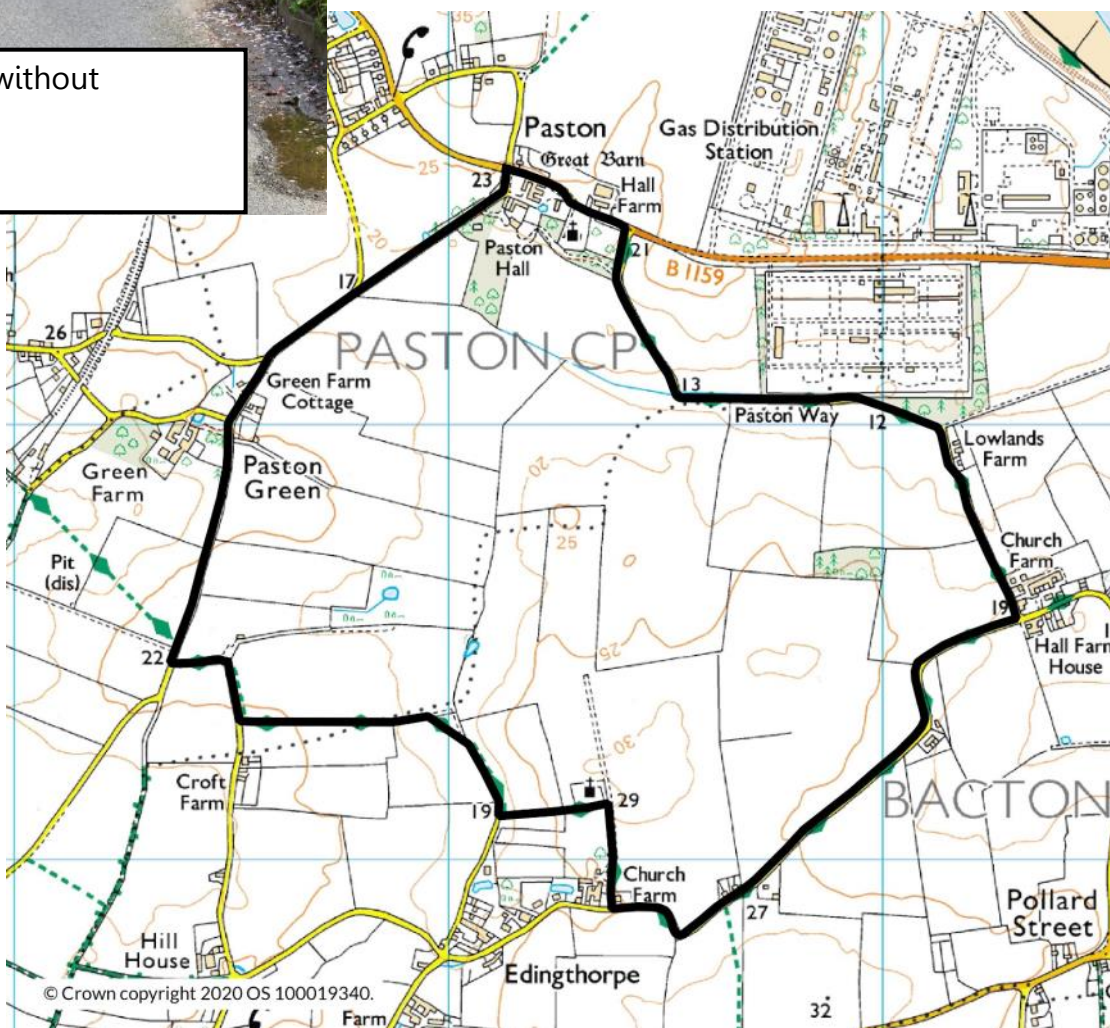 without
35
Paston
Gas Distribution
Station
Great Barn
25
Hall
Farm
23
20
Paston
Hall
21
B 1159
17
26
PASTON CP
13
Green Farm
Cottage
Paston Way
12
Lowlands
Farm
Green
Farm
Paston
Green
20
25
Church
Farm
Pit
(dis)
19
Hall Farm
House
22
25
30
Croft
Farm
29
19
BACTON
Church
Farm
27
Pollard
Street
Hill
House
Edingthorpe
© Crown copyright 2020 OS 100019340.
Farm
32